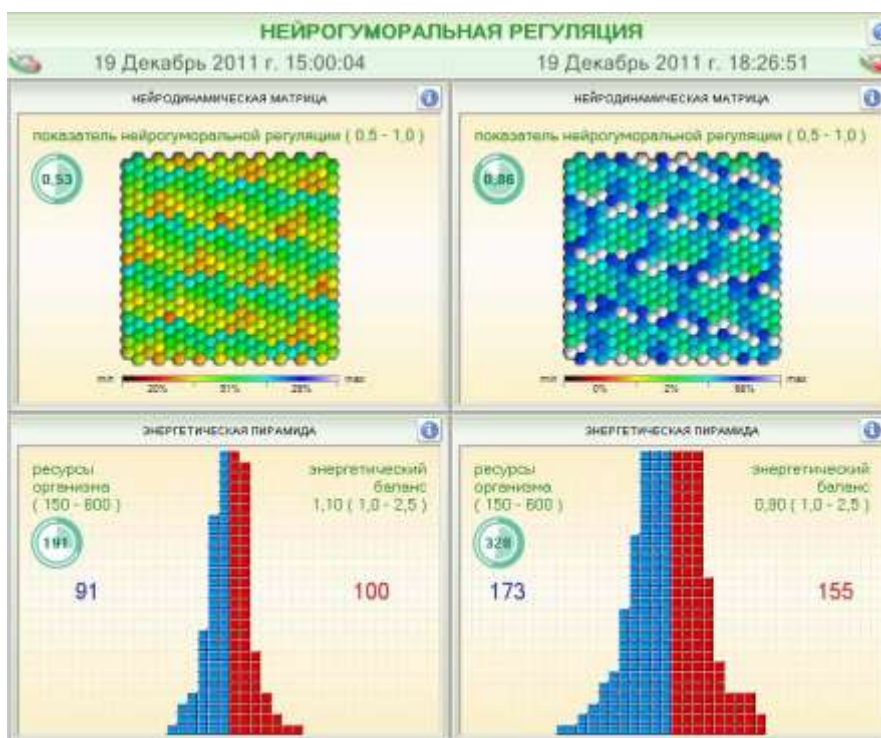 НЕЙРОГУМОРАЛЬНАЯ РЕГУЛЯЦИЯ
19 Декабрь 2011 г. 15:00:04
19 Декабрь 2011 г. 18:26:51
НЕЙРОДИНАМИЧЕСКАЯ МАТРИЦА
показатель нейрогуморальной регуляции ( 0,5 - 1,0 )
0,53
min 20% 51% 28% max
НЕЙРОДИНАМИЧЕСКАЯ МАТРИЦА
показатель нейрогуморальной регуляции ( 0,5 - 1,0 )
0,86
min 0% 2% max
ЭНЕРГЕТИЧЕСКАЯ ПИРАМИДА
ресурсы
организма
( 150 - 600 )
191
91
энергетический
баланс
1,10 ( 1,0 - 2,5 )
100
ЭНЕРГЕТИЧЕСКАЯ ПИРАМИДА
ресурсы
организма
( 150 - 600 )
328
173
энергетический
баланс
0,90 ( 1,0 - 2,5 )
155